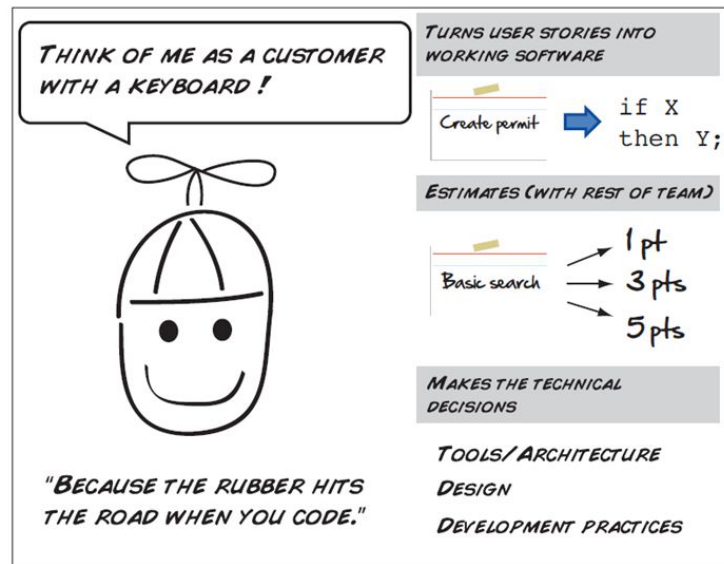 THINK OF ME AS A CUSTOMER
WITH A KEYBOARD !
"BECAUSE THE RUBBER HITS
THE ROAD WHEN YOU CODE."
TURNS USER STORIES INTO
WORKING SOFTWARE
Create permit
if X
then Y;
ESTIMATES (WITH REST OF TEAM)
Basic search
1 pt
3 pts
5 pts
MAKES THE TECHNICAL
DECISIONS
TOOLS/ARCHITECTURE
DESIGN
DEVELOPMENT PRACTICES